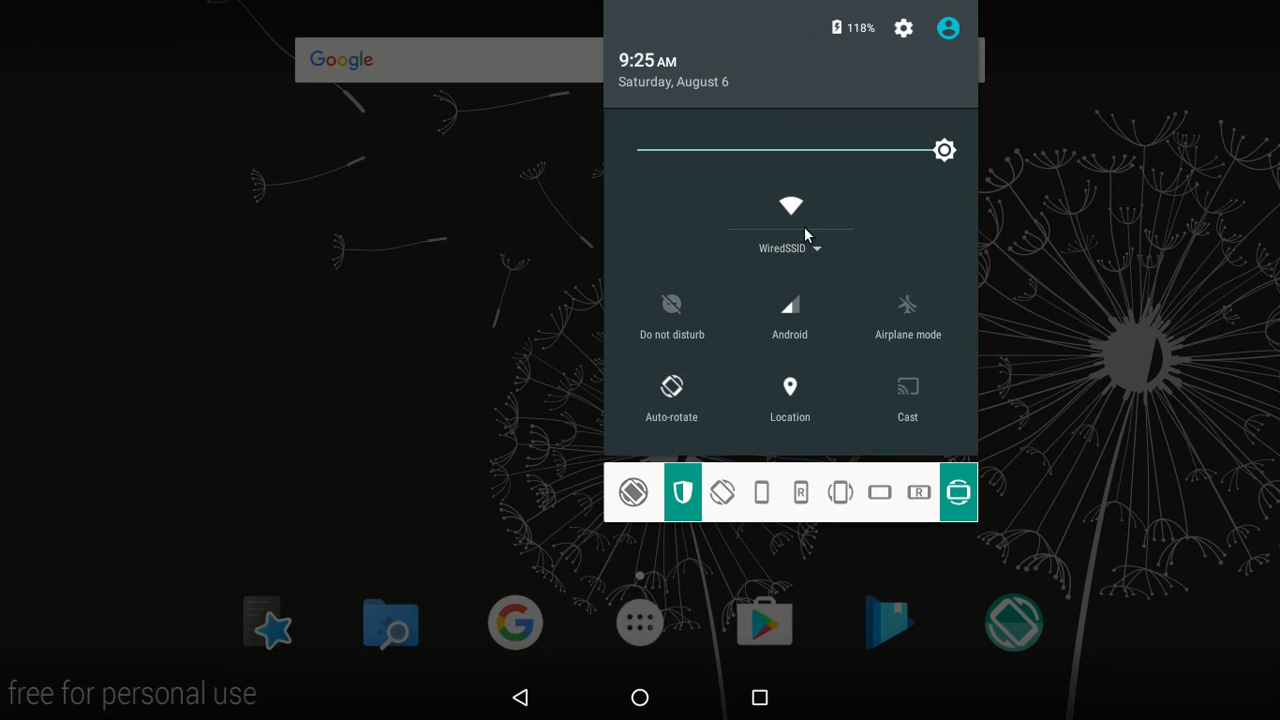 118%
Google
9:25 AM
Saturday, August 6
WiredSSID
Do not disturb
Android
Airplane mode
Auto-rotate
Location
Cast
R
R
G
free for personal use